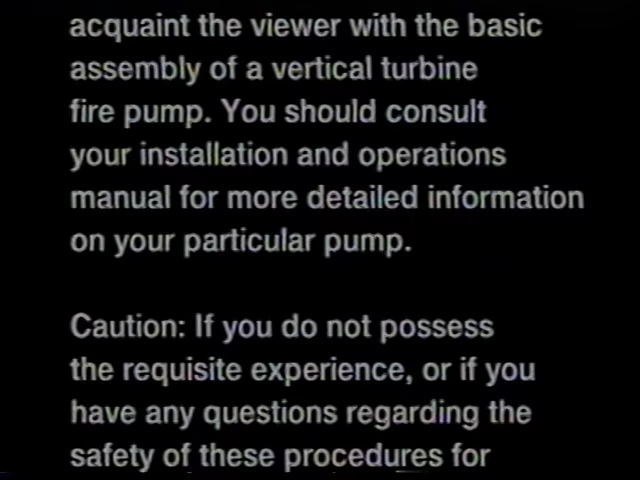 acquaint the viewer with the basic
assembly of a vertical turbine
fire pump. You should consult
your installation and operations
manual for more detailed information
on your particular pump.
Caution: If you do not possess
the requisite experience, or if you
have any questions regarding the
safety of these procedures for